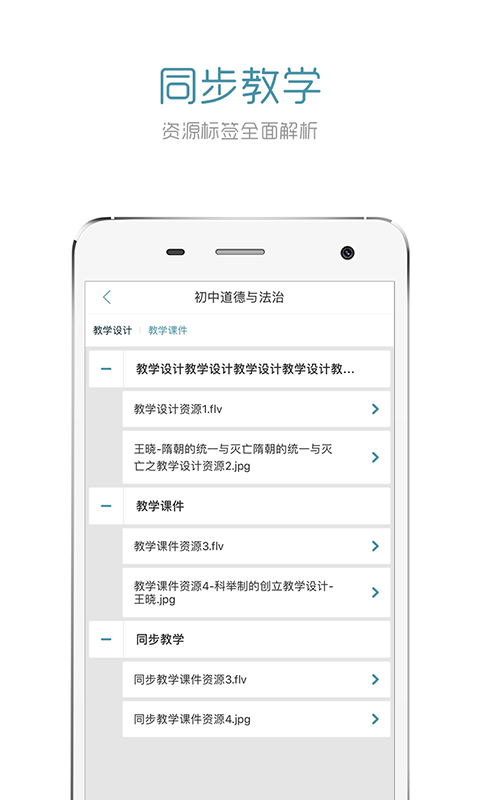 同步教学
资源标签全面解析
初中道德与法治
教学设计 教学课件
教学设计教学设计教学设计教学设计教...
教学设计资源1.flv
王晓-隋朝的统一与灭亡隋朝的统一与灭
亡之教学设计资源2.jpg
教学课件
教学课件资源3.flv
教学课件资源4-科举制的创立教学设计-
王晓.jpg
同步教学
同步教学课件资源3.flv
同步教学课件资源4.jpg